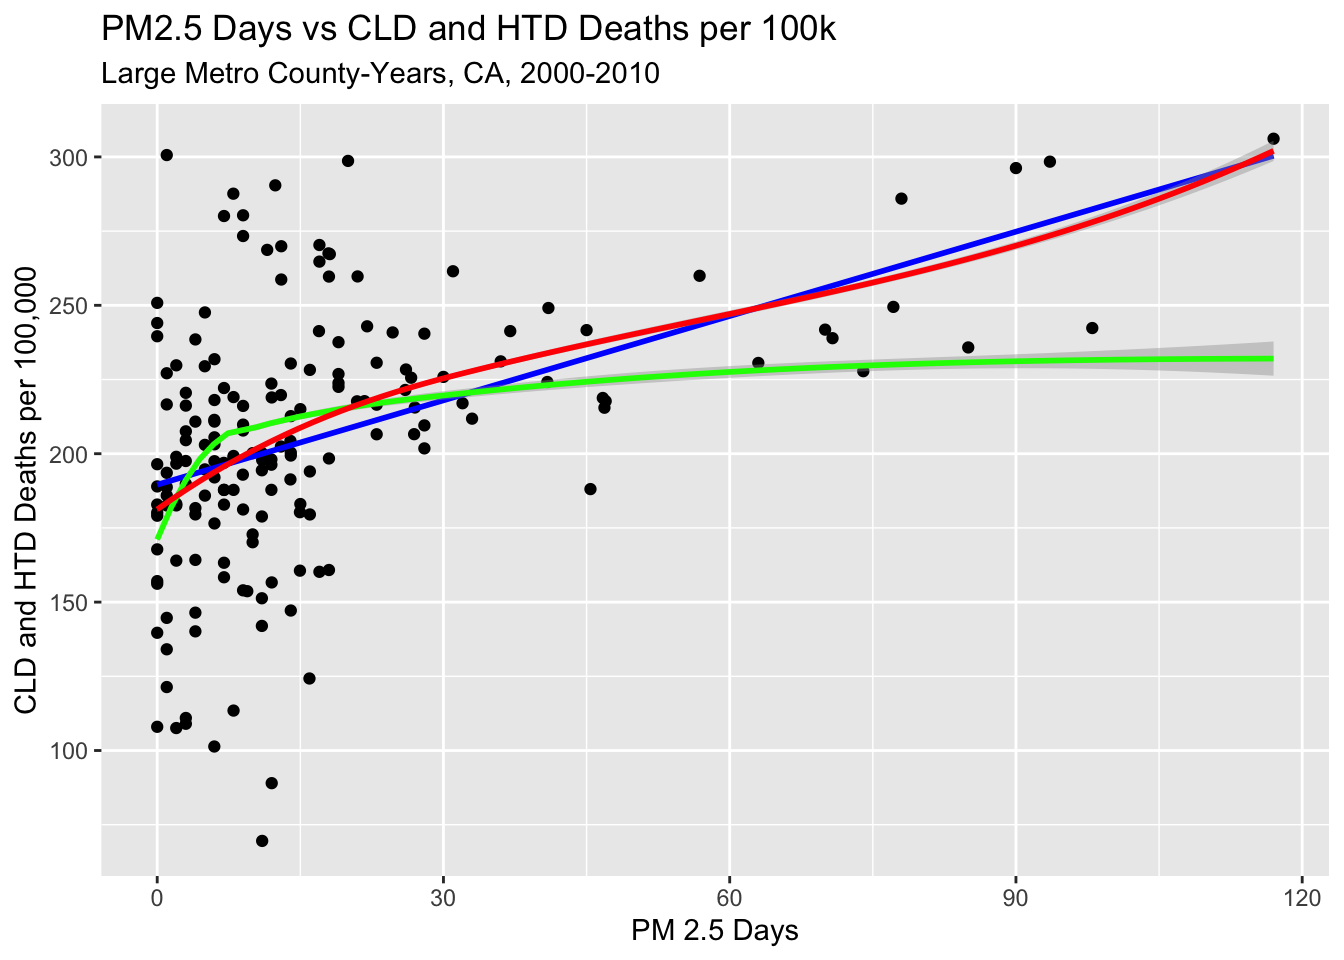 PM2.5 Days vs CLD and HTD Deaths per 100k
Large Metro County-Years, CA, 2000-2010
CLD and HTD Deaths per 100,000
300
250
200
150
100
0
30
60
90
120
PM 2.5 Days